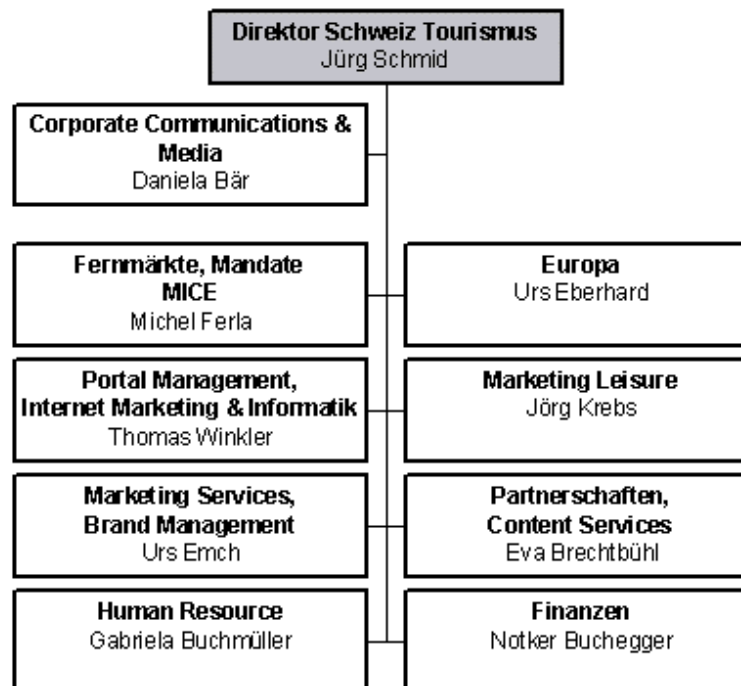 Direktor Schweiz Tourismus
Jürg Schmid
Corporate Communications &
Media
Daniela Bär
Fernmärkte, Mandate
MICE
Michel Ferla
Europa
Urs Eberhard
Portal Management,
Internet Marketing & Informatik
Thomas Winkler
Marketing Leisure
Jörg Krebs
Marketing Services,
Brand Management
Urs Emch
Partnerschaften,
Content Services
Eva Brechtbühl
Human Resource
Gabriela Buchmüller
Finanzen
Notker Buchegger